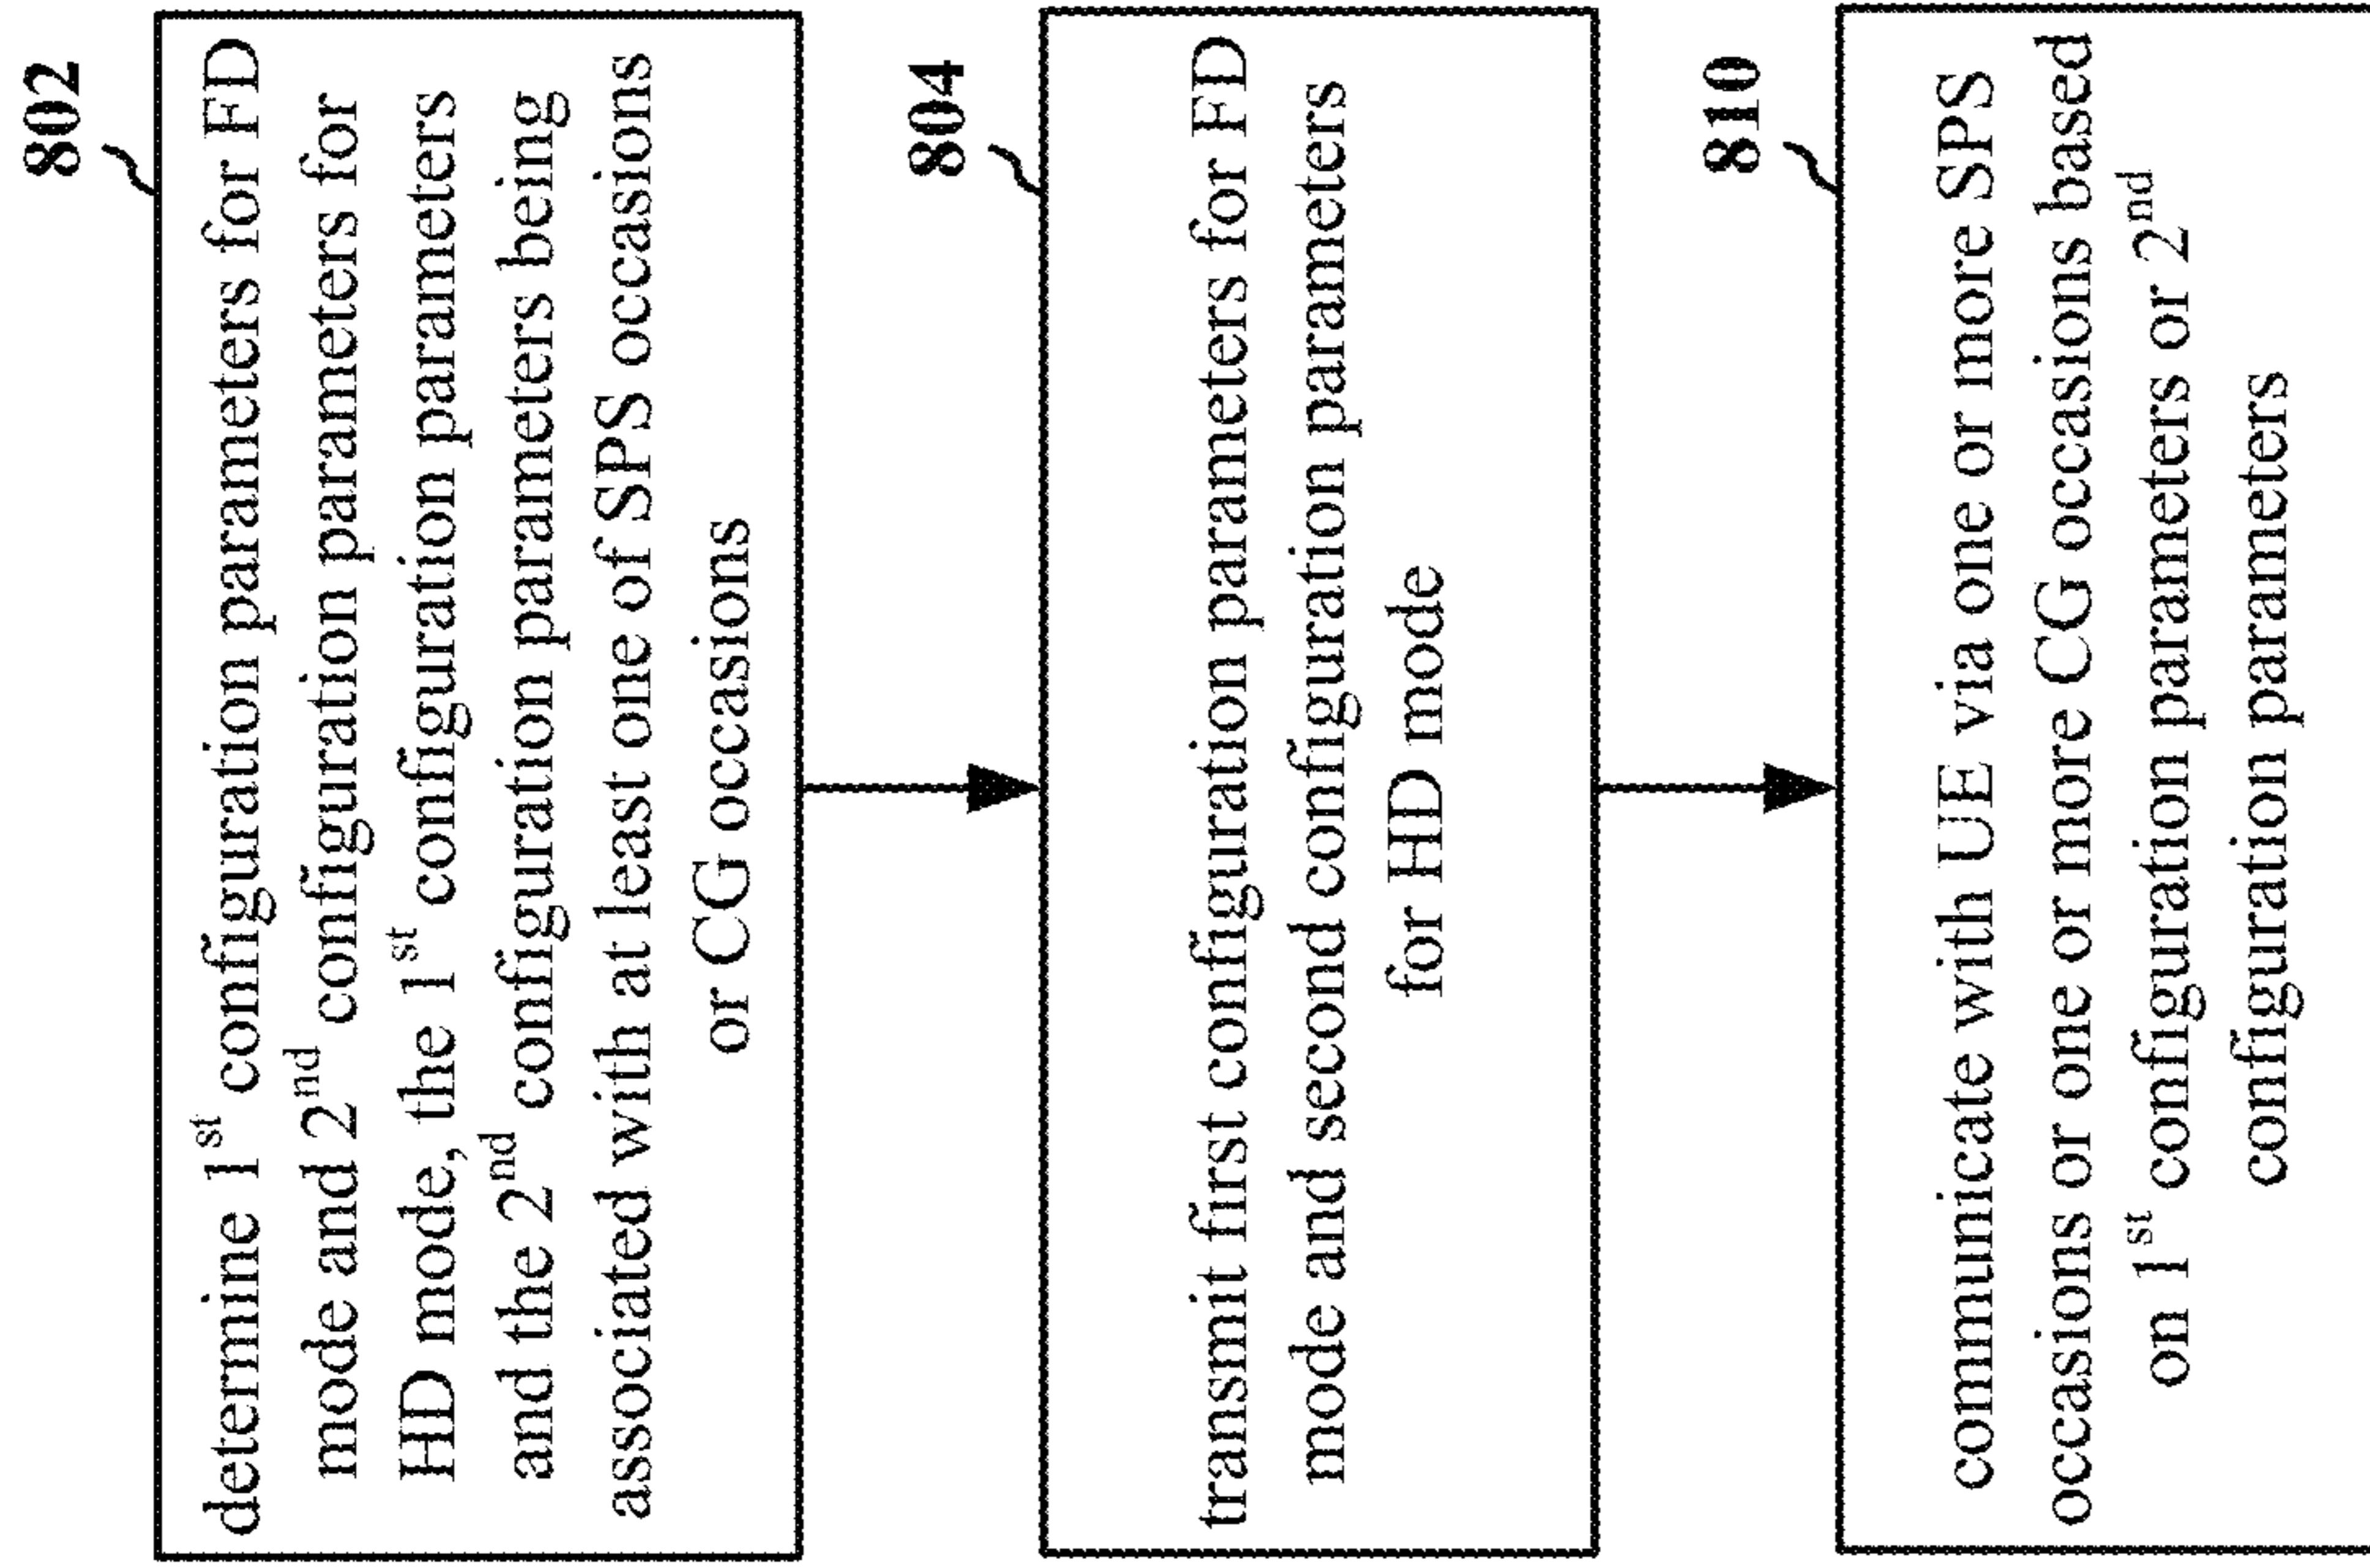 802
determine 1st configuration parameters for FD
mode and 2nd configuration parameters for
HD mode, the 1st configuration parameters
and the 2nd configuration parameters being
associated with at least one of SPS occasions
or CG occasions
804
transmit first configuration parameters for FD
mode and second configuration parameters
for HD mode
810
communicate with UE via one or more SPS
occasions or one or more CG occasions based
on 1st configuration parameters or 2nd
configuration parameters